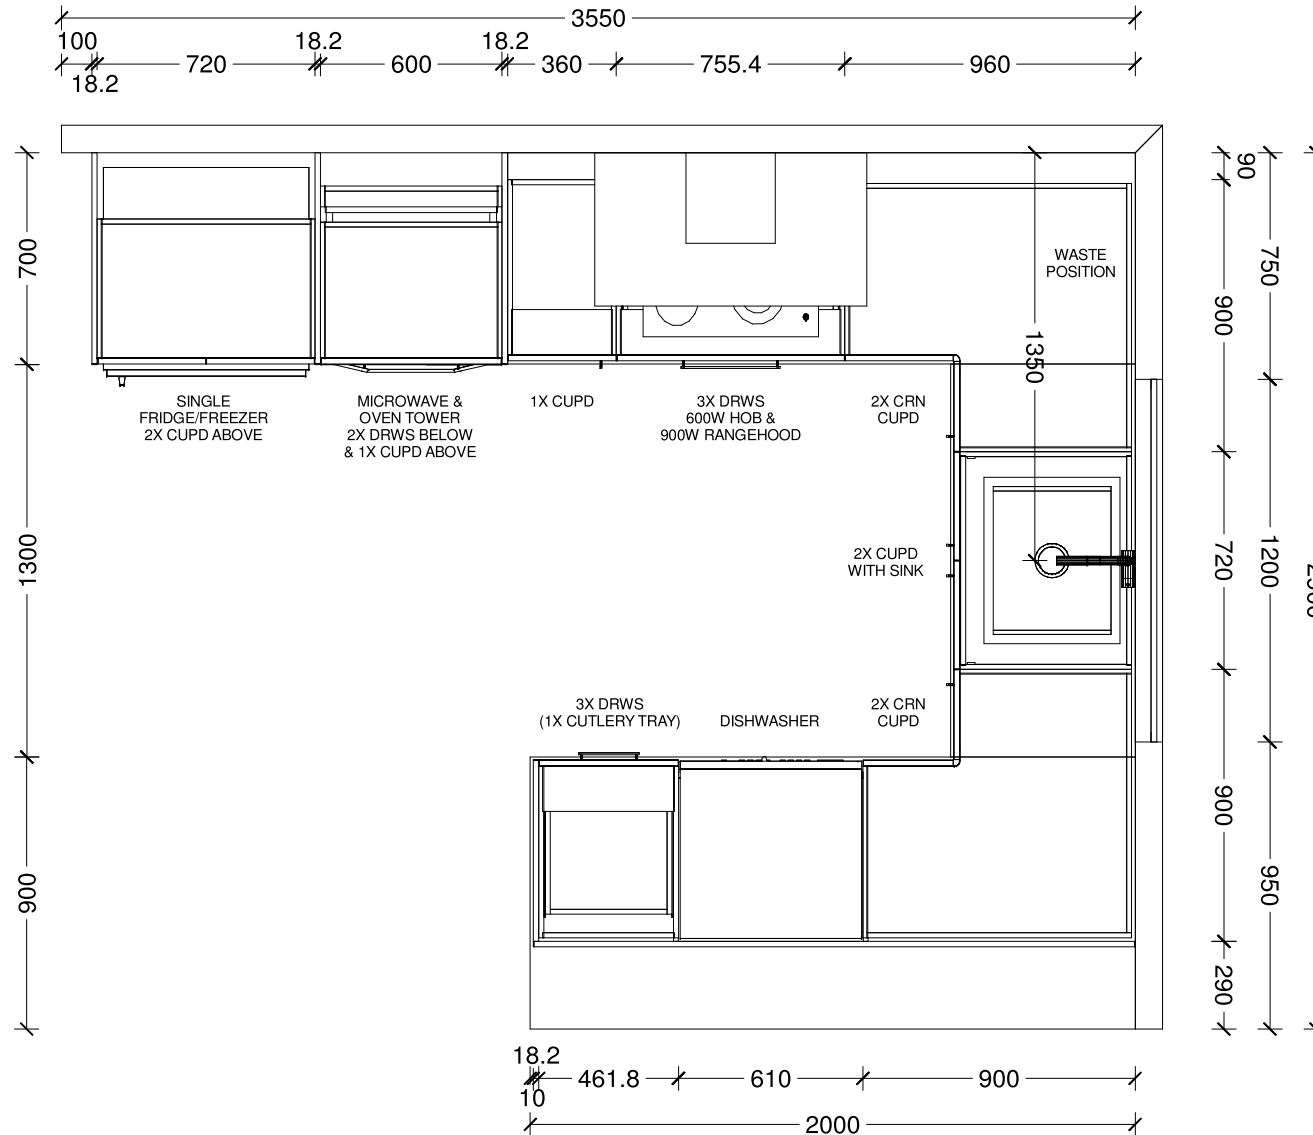 3550
100
18.2
18.2
18.2
720
600
360
755.4
960
90
700
750
900
1350
WASTE
POSITION
SINGLE
FRIDGE/FREEZER
2X CUPD ABOVE
MICROWAVE &
OVEN TOWER
2X DRWS BELOW
& 1X CUPD ABOVE
1X CUPD
3X DRWS
600W HOB &
900W RANGEHOOD
2X CRN
CUPD
1300
2X CUPD
WITH SINK
720
1200
3X DRWS
(1X CUTLERY TRAY)
DISHWASHER
2X CRN
CUPD
900
900
950
290
18.2
10
461.8
610
900
2000